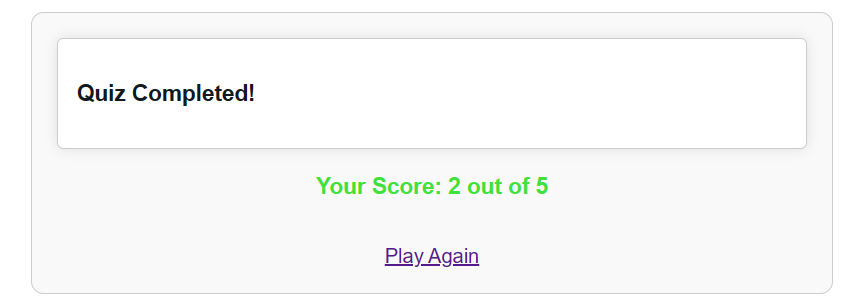 Quiz Completed!
Your Score: 2 out of 5
Play Again